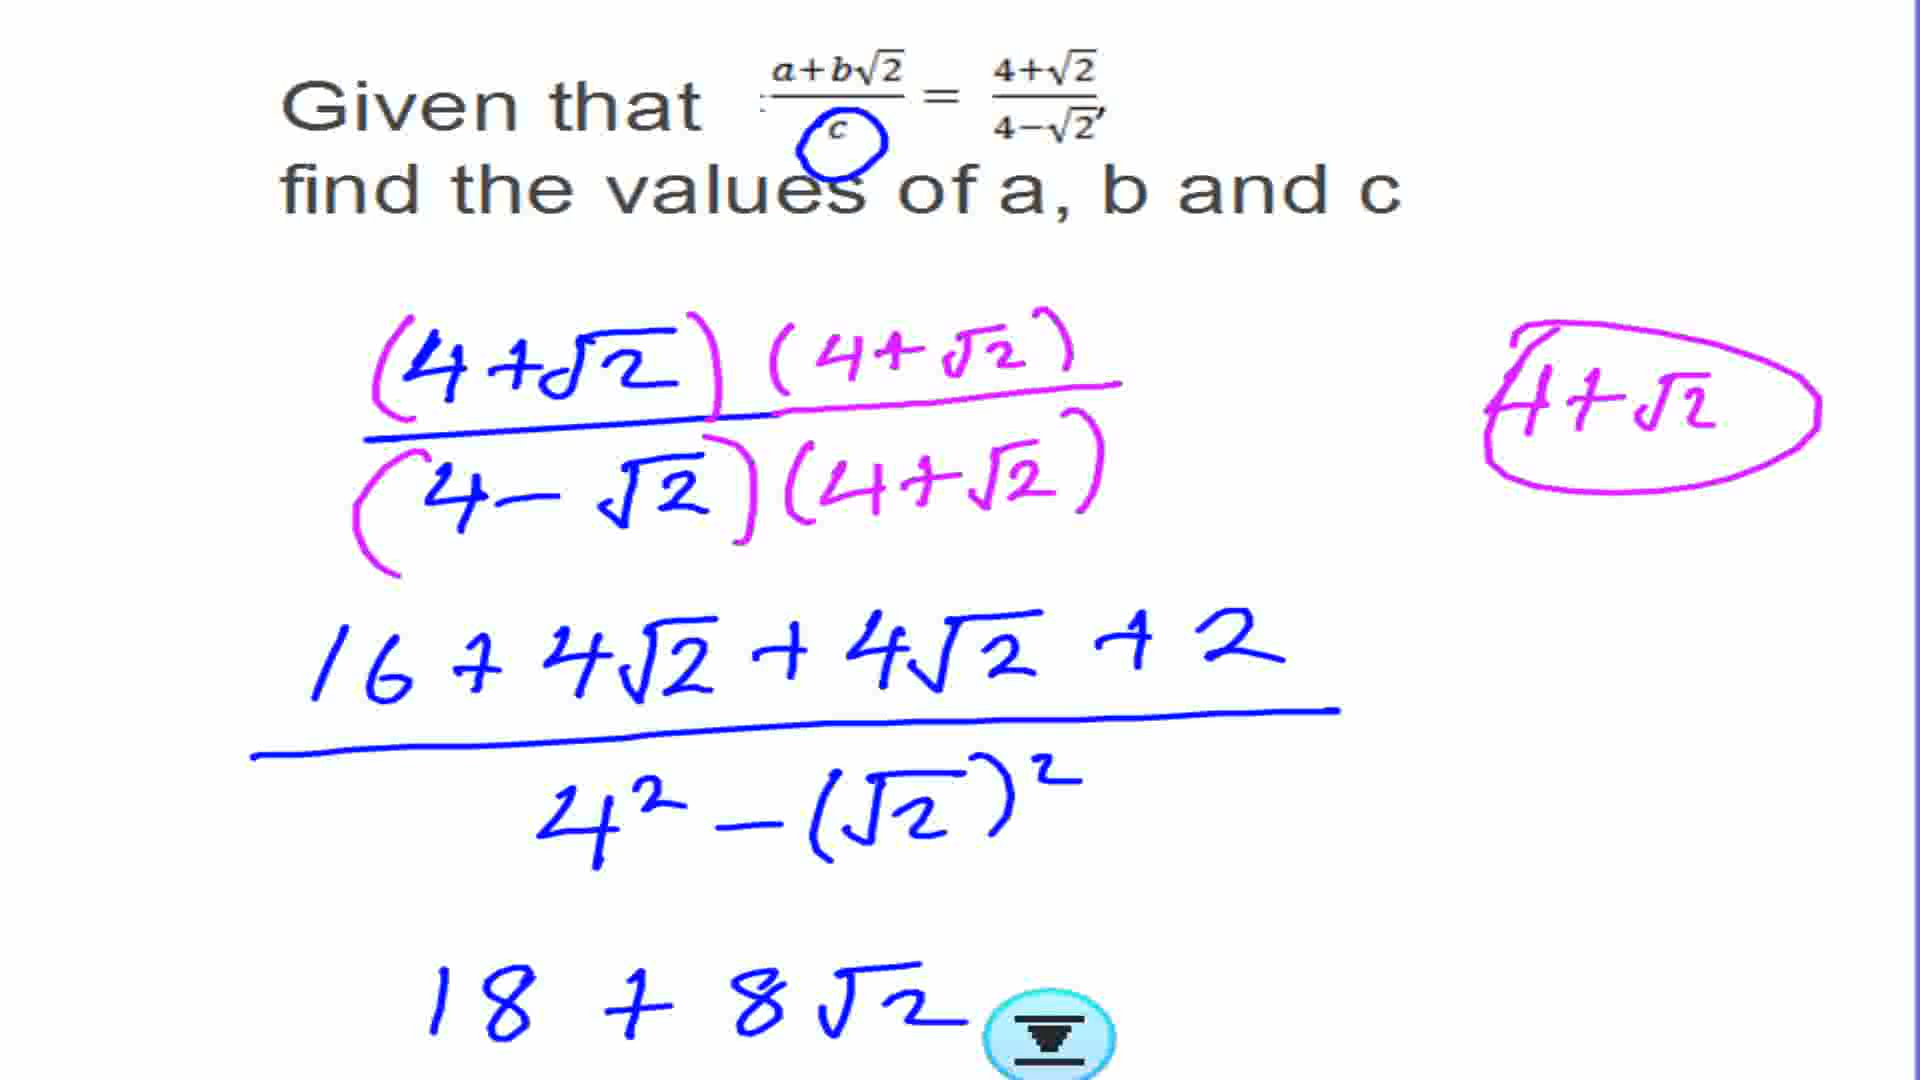 Given that (a+b√2)/c = (4+√2)/(4−√2),
find the values of a, b and c
(4+√2)(4+√2)
(4−√2)(4+√2)
4+√2
16 + 4√2 + 4√2 + 2
4² − (√2)²
18 + 8√2